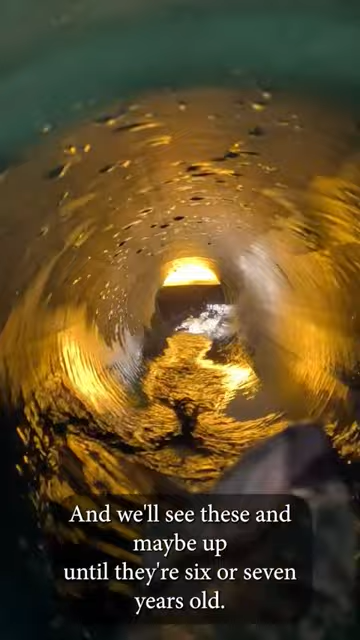 And we'll see these and
maybe up
until they're six or seven
years old.